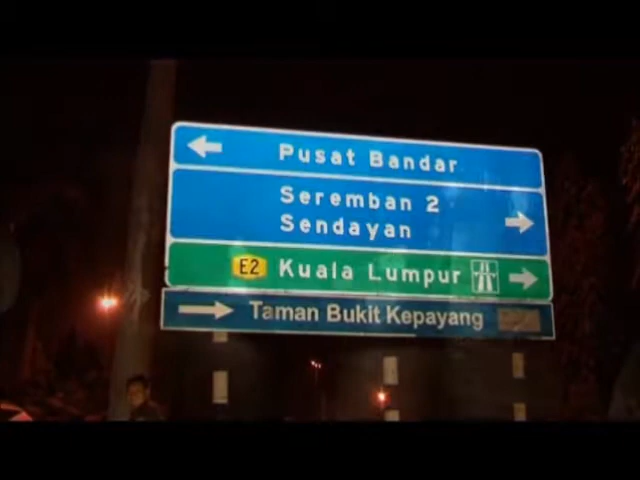 Pusat Bandar
Seremban 2
Sendayan
E2 Kuala Lumpur
Taman Bukit Kepayang